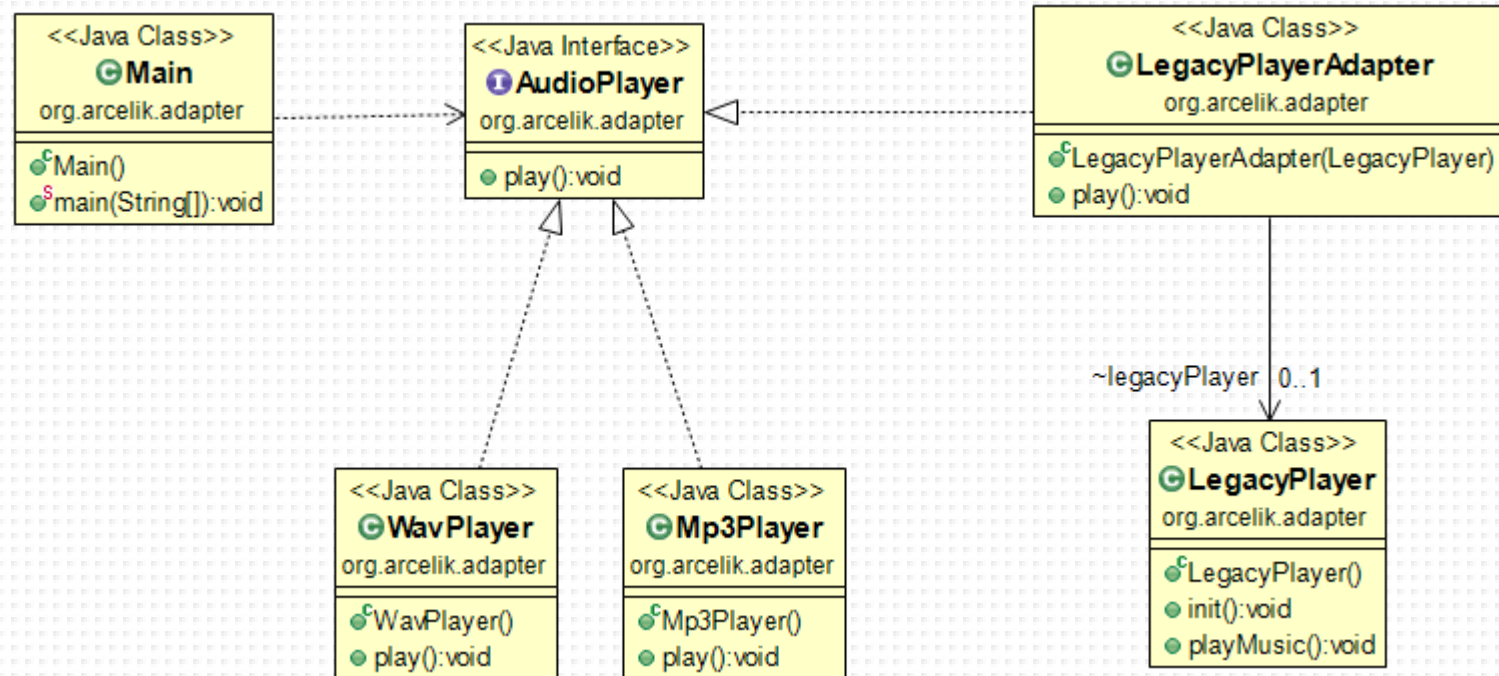 <<Java Class>>
Main
org.arcelik.adapter
Main()
main(String[]):void
<<Java Interface>>
AudioPlayer
org.arcelik.adapter
play():void
<<Java Class>>
LegacyPlayerAdapter
org.arcelik.adapter
LegacyPlayerAdapter(LegacyPlayer)
play():void
~legacyPlayer 0..1
<<Java Class>>
WavPlayer
org.arcelik.adapter
WavPlayer()
play():void
<<Java Class>>
Mp3Player
org.arcelik.adapter
Mp3Player()
play():void
<<Java Class>>
LegacyPlayer
org.arcelik.adapter
LegacyPlayer()
init():void
playMusic():void